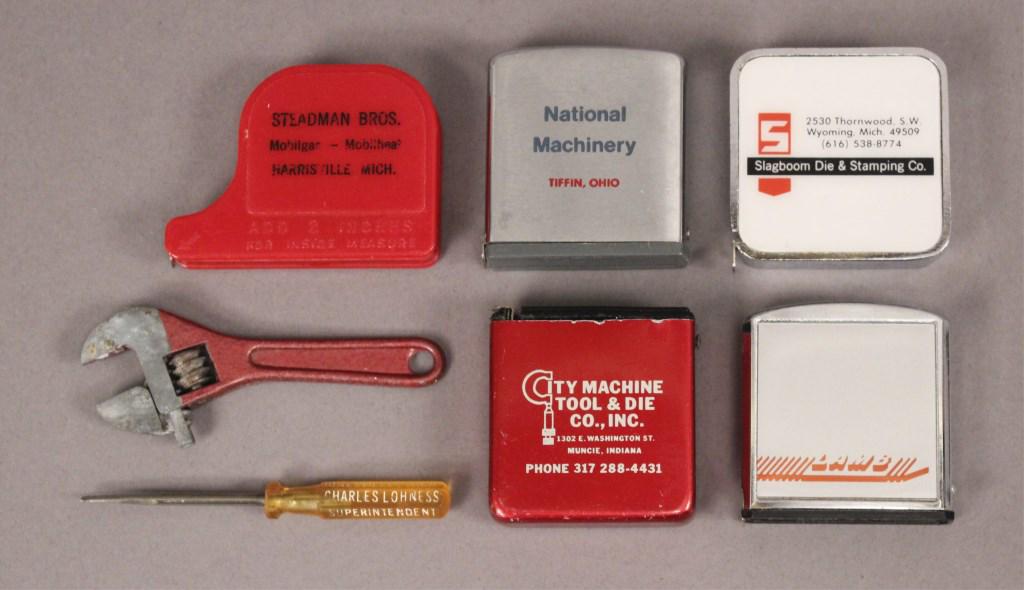 STEADMAN BROS.
Mobilgas - Mobilheat
HARRISVILLE MICH.
ADD 2 INCHES
FOR INSIDE MEASURE
National
Machinery
TIFFIN, OHIO
S
2530 Thornwood, S.W.
Wyoming, Mich. 49509
(616) 538-8774
Slagboom Die & Stamping Co.
CITY MACHINE
TOOL & DIE
CO., INC.
1302 E. WASHINGTON ST.
MUNCIE, INDIANA
PHONE 317 288-4431
LAMB
CHARLES LOHNESS
SUPERINTENDENT